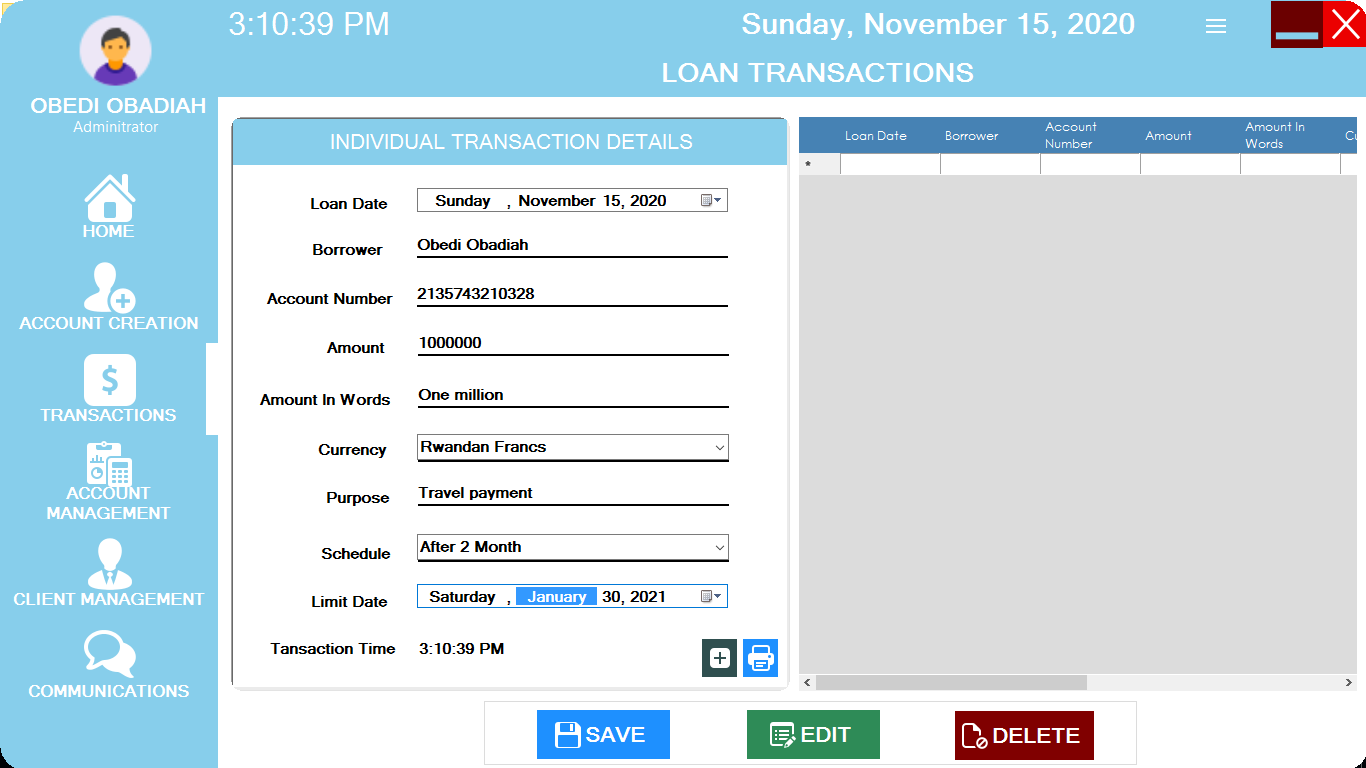 3:10:39 PM
Sunday, November 15, 2020
LOAN TRANSACTIONS
OBEDI OBADIAH
Adminitrator
HOME
ACCOUNT CREATION
$
TRANSACTIONS
ACCOUNT
MANAGEMENT
CLIENT MANAGEMENT
COMMUNICATIONS
INDIVIDUAL TRANSACTION DETAILS
Loan Date Sunday , November 15, 2020
Borrower Obedi Obadiah
Account Number 2135743210328
Amount 1000000
Amount In Words One million
Currency Rwandan Francs
Purpose Travel payment
Schedule After 2 Month
Limit Date Saturday , January 30, 2021
Tansaction Time 3:10:39 PM
Loan Date
Borrower
Account
Number
Amount
Amount In
Words
Cu
*
SAVE
EDIT
DELETE